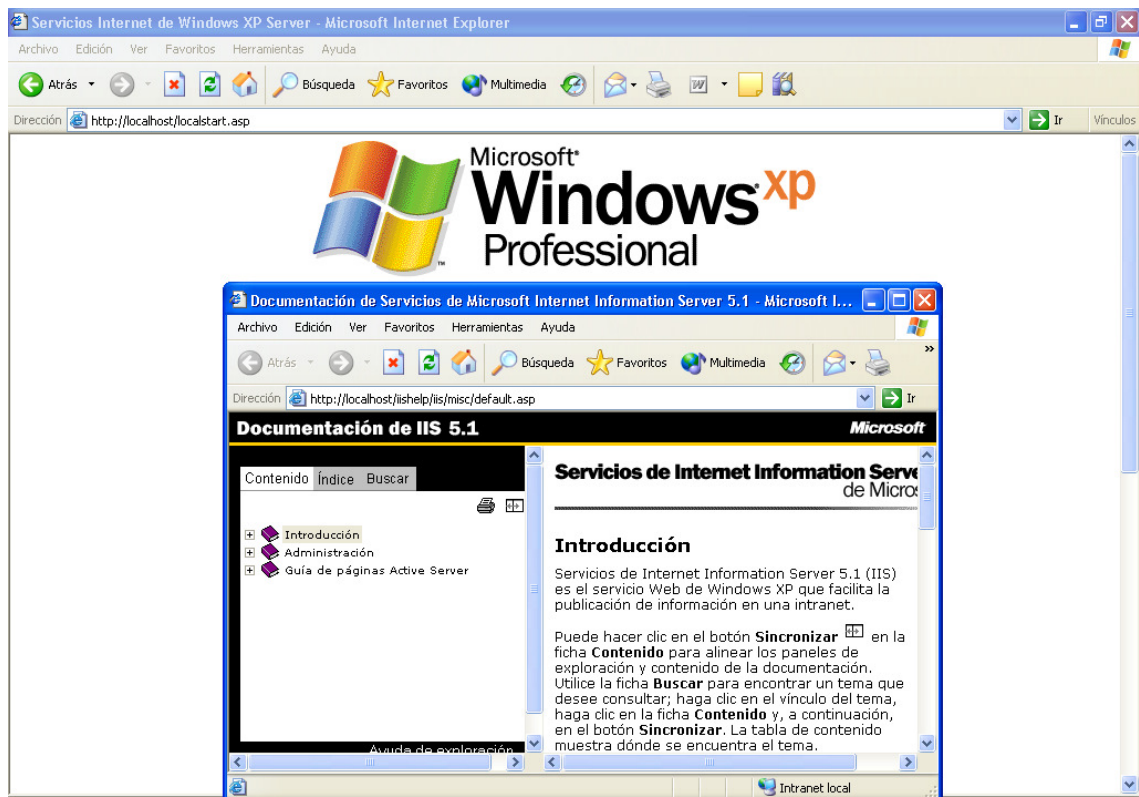 Servicios Internet de Windows XP Server - Microsoft Internet Explorer
Archivo Edición Ver Favoritos Herramientas Ayuda
Atrás Búsqueda Favoritos Multimedia
Dirección http://localhost/localstart.asp Ir Vínculos
Microsoft
Windows xp
Professional
Documentación de Servicios de Microsoft Internet Information Server 5.1 - Microsoft I...
Archivo Edición Ver Favoritos Herramientas Ayuda
Atrás Búsqueda Favoritos Multimedia »
Dirección http://localhost/iishelp/iis/misc/default.asp Ir
Documentación de IIS 5.1 Microsoft
Contenido Índice Buscar
Introducción
Administración
Guía de páginas Active Server
Ayuda de exploración
Servicios de Internet Information Serve
de Micro
Introducción
Servicios de Internet Information Server 5.1 (IIS)
es el servicio Web de Windows XP que facilita la
publicación de información en una intranet.
Puede hacer clic en el botón Sincronizar en la
ficha Contenido para alinear los paneles de
exploración y contenido de la documentación.
Utilice la ficha Buscar para encontrar un tema que
desee consultar; haga clic en el vínculo del tema,
haga clic en la ficha Contenido y, a continuación,
en el botón Sincronizar. La tabla de contenido
muestra dónde se encuentra el tema.
Intranet local